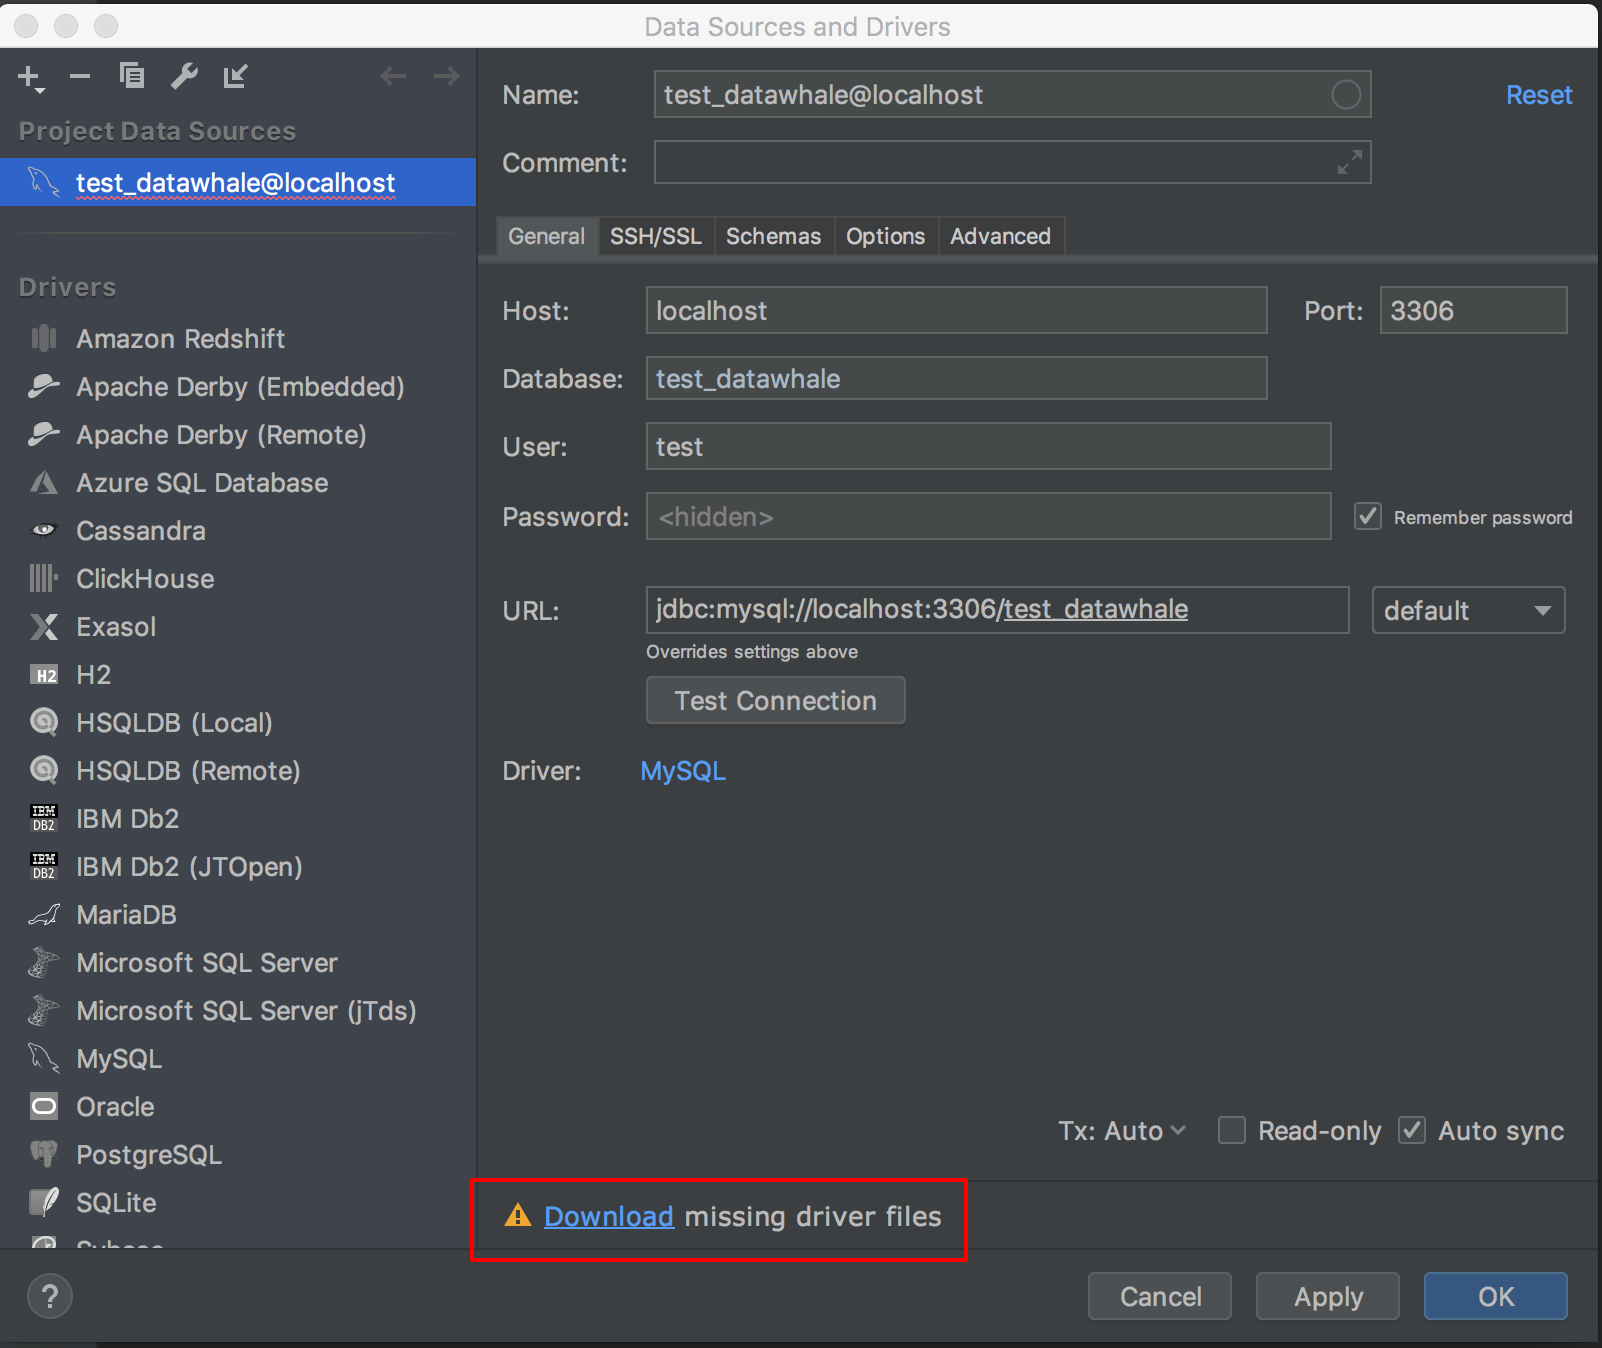 Data Sources and Drivers
Project Data Sources
test_datawhale@localhost
Drivers
Amazon Redshift
Apache Derby (Embedded)
Apache Derby (Remote)
Azure SQL Database
Cassandra
ClickHouse
Exasol
H2 H2
HSQLDB (Local)
HSQLDB (Remote)
IBM DB2 IBM Db2
IBM DB2 IBM Db2 (JTOpen)
MariaDB
Microsoft SQL Server
Microsoft SQL Server (jTds)
MySQL
Oracle
PostgreSQL
SQLite
Name: test_datawhale@localhost Reset
Comment:
General SSH/SSL Schemas Options Advanced
Host: localhost Port: 3306
Database: test_datawhale
User: test
Password: <hidden> Remember password
URL: jdbc:mysql://localhost:3306/test_datawhale default
Overrides settings above
Test Connection
Driver: MySQL
Tx: Auto Read-only Auto sync
Download missing driver files
? Cancel Apply OK